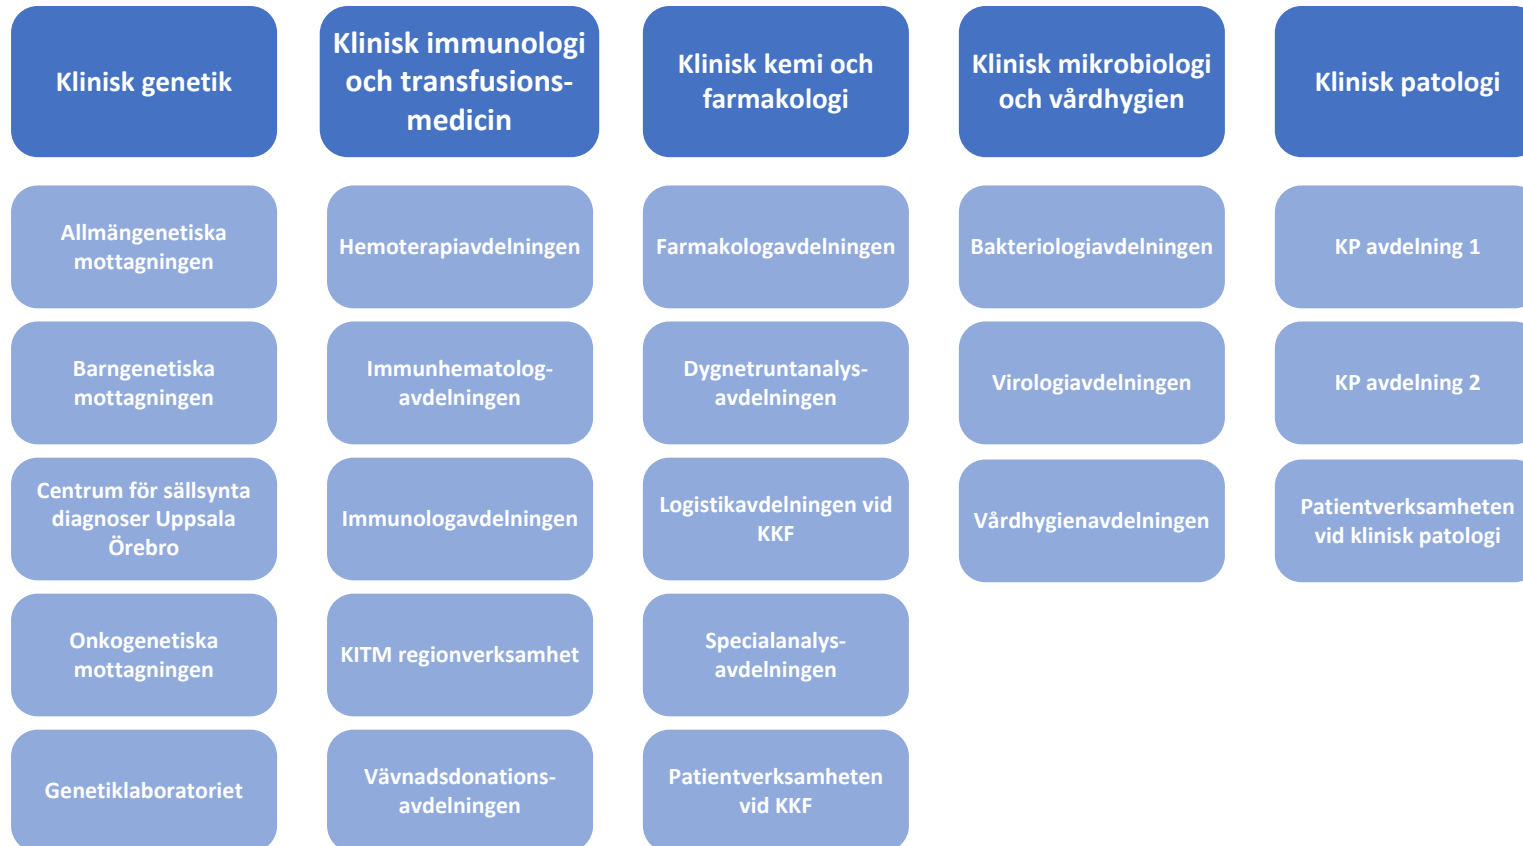 Klinisk genetik
Klinisk immunologi
och transfusions-
medicin
Klinisk kemi och
farmakologi
Klinisk mikrobiologi
och vårdhygien
Klinisk patologi
Allmängenetiska
mottagningen
Hemoterapiavdelningen
Farmakologavdelningen
Bakteriologiavdelningen
KP avdelning 1
Barngenetiska
mottagningen
Immunhematolog-
avdelningen
Dygnetruntanalys-
avdelningen
Virologiavdelningen
KP avdelning 2
Centrum för sällsynta
diagnoser Uppsala
Örebro
Immunologavdelningen
Logistikavdelningen vid
KKF
Vårdhygienavdelningen
Patientverksamheten
vid klinisk patologi
Onkogenetiska
mottagningen
KITM regionverksamhet
Specialanalys-
avdelningen
Genetiklaboratoriet
Vävnadsdonations-
avdelningen
Patientverksamheten
vid KKF